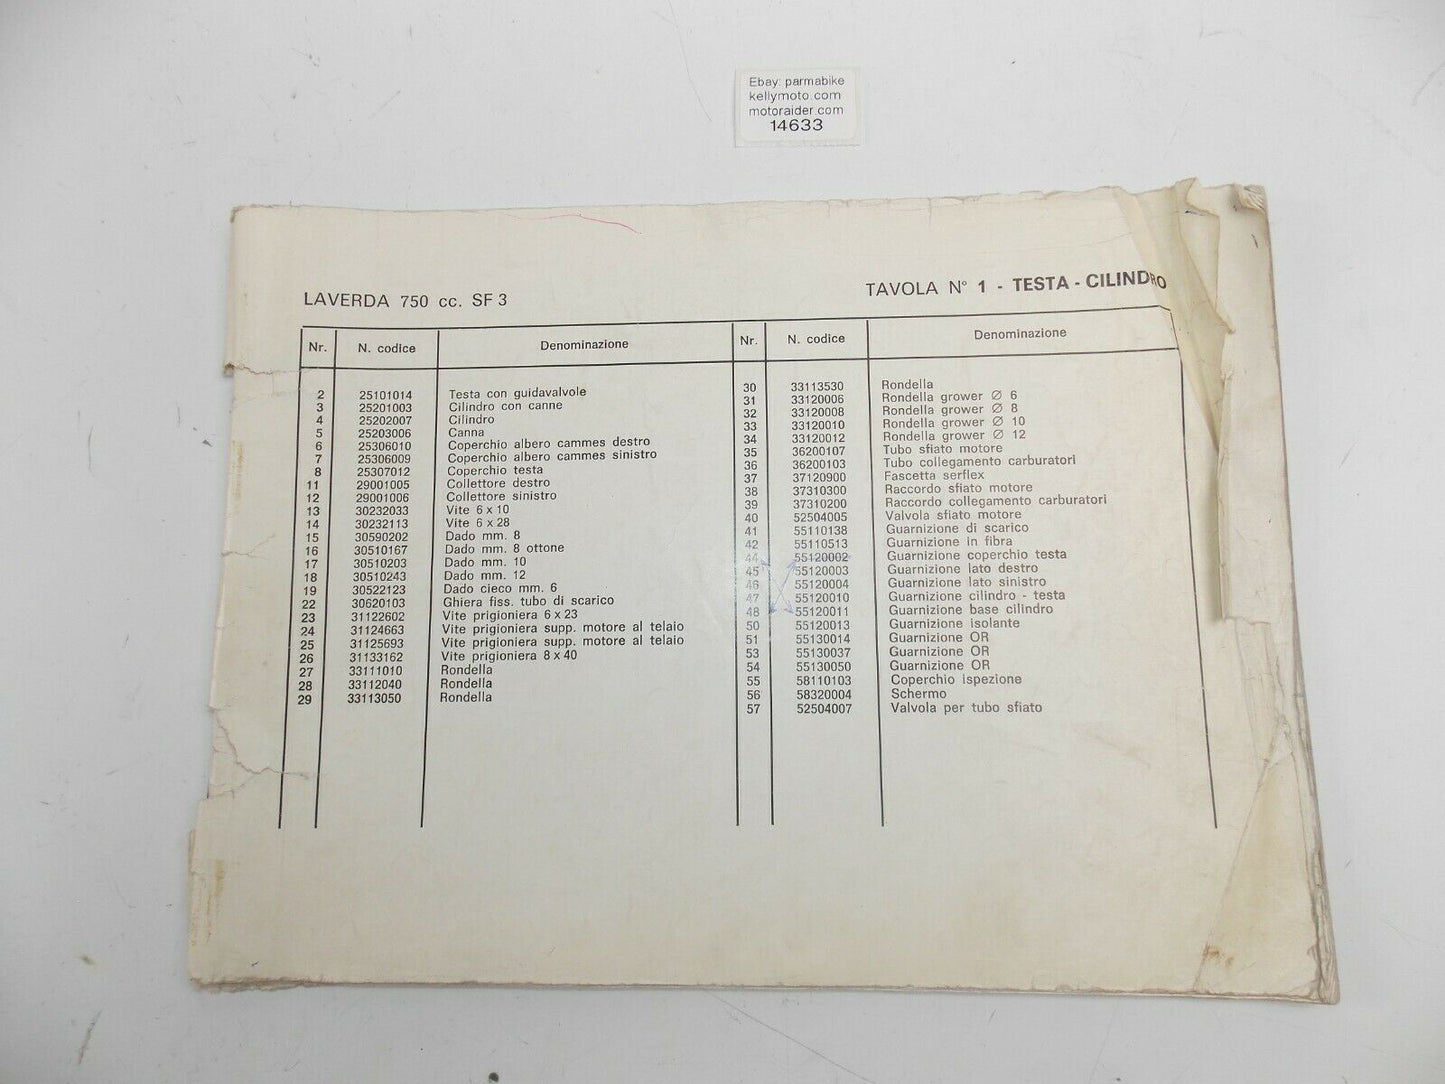 Ebay: parmabike
kellymoto.com
motoraider.com
14633
LAVERDA 750 cc. SF 3
TAVOLA N° 1 - TESTA - CILINDRO
Nr. N. codice Denominazione
2 25101014 Testa con guidavalvole
3 25201003 Cilindro con canne
4 25202007 Cilindro
5 25203006 Canna
6 25306010 Coperchio albero cammes destro
7 25306009 Coperchio albero cammes sinistro
8 25307012 Coperchio testa
11 29001005 Collettore destro
12 29001006 Collettore sinistro
13 30232033 Vite 6 x 10
14 30232113 Vite 6 x 28
15 30590202 Dado mm. 8
16 30510167 Dado mm. 8 ottone
17 30510203 Dado mm. 10
18 30510243 Dado mm. 12
19 30522123 Dado cieco mm. 6
22 30620103 Ghiera fiss. tubo di scarico
23 31122602 Vite prigioniera 6 x 23
24 31124663 Vite prigioniera supp. motore al telaio
25 31125693 Vite prigioniera supp. motore al telaio
26 31133162 Vite prigioniera 8 x 40
27 33111010 Rondella
28 33112040 Rondella
29 33113050 Rondella
Nr. N. codice Denominazione
30 33113530 Rondella
31 33120006 Rondella grower Ø 6
32 33120008 Rondella grower Ø 8
33 33120010 Rondella grower Ø 10
34 33120012 Rondella grower Ø 12
35 36200107 Tubo sfiato motore
36 36200103 Tubo collegamento carburatori
37 37120900 Fascetta serflex
38 37310300 Raccordo sfiato motore
39 37310200 Raccordo collegamento carburatori
40 52504005 Valvola sfiato motore
41 55110138 Guarnizione di scarico
42 55110513 Guarnizione in fibra
44 55120002 Guarnizione coperchio testa
45 55120003 Guarnizione lato destro
46 55120004 Guarnizione lato sinistro
47 55120010 Guarnizione cilindro - testa
48 55120011 Guarnizione base cilindro
50 55120013 Guarnizione isolante
51 55130014 Guarnizione OR
53 55130037 Guarnizione OR
54 55130050 Guarnizione OR
55 58110103 Coperchio ispezione
56 58320004 Schermo
57 52504007 Valvola per tubo sfiato